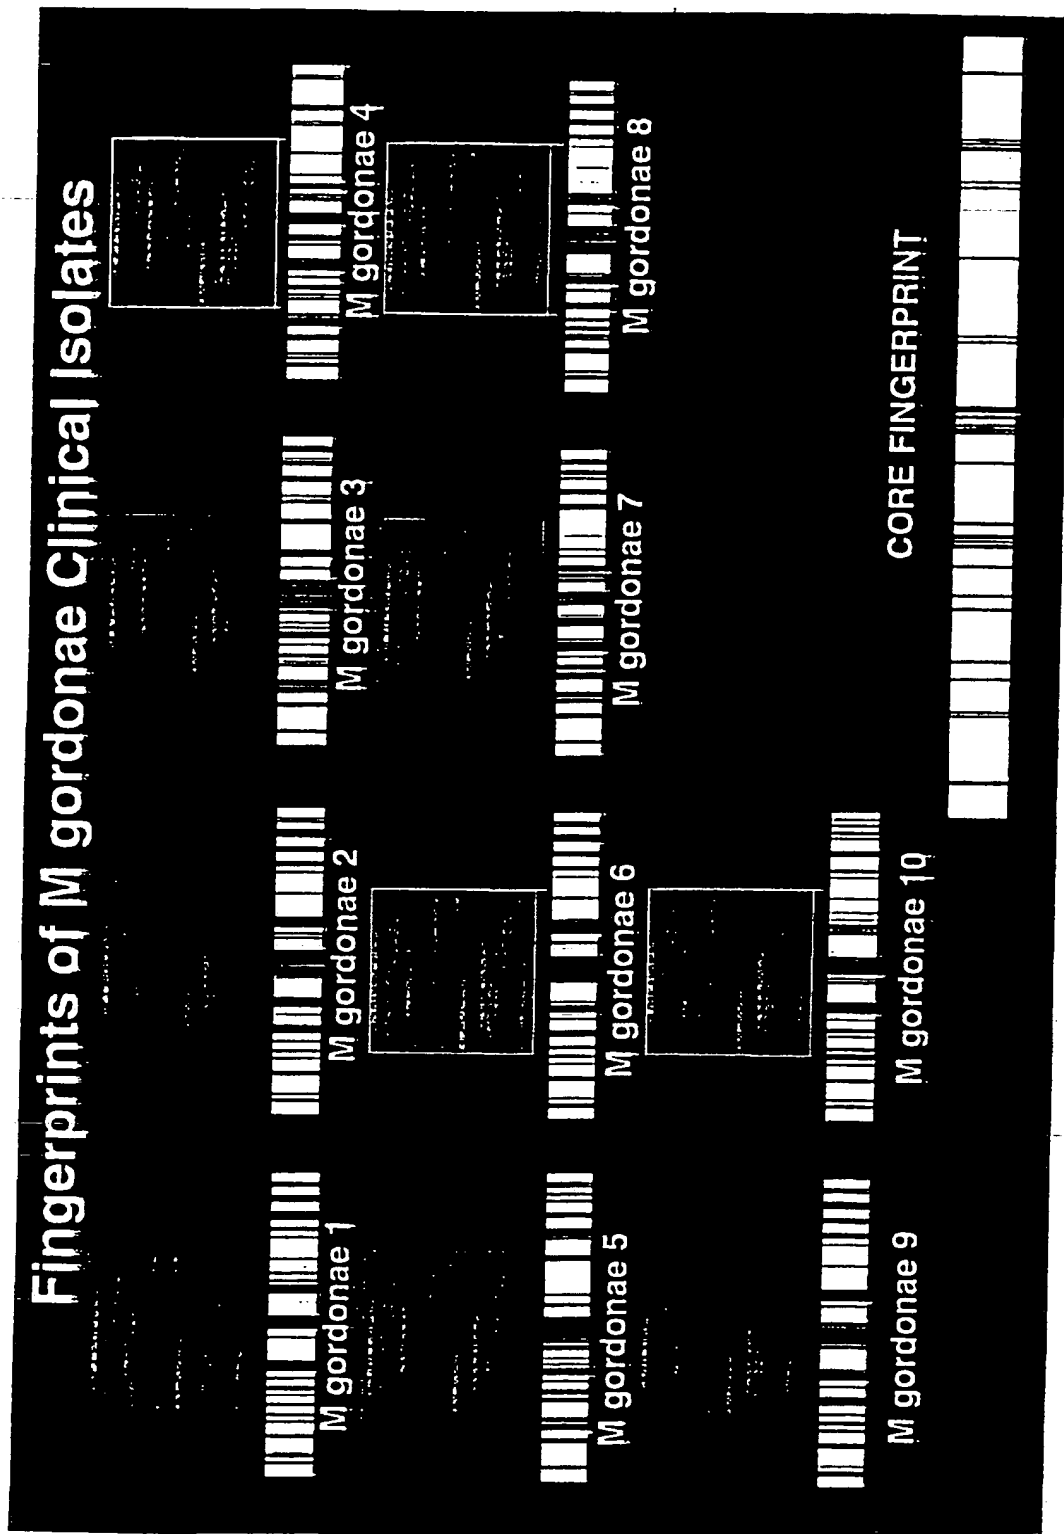 Fingerprints of M gordonae Clinical Isolates
M gordonae 1
M gordonae 2
M gordonae 3
M gordonae 4
M gordonae 5
M gordonae 6
M gordonae 7
M gordonae 8
M gordonae 9
M gordonae 10
CORE FINGERPRINT